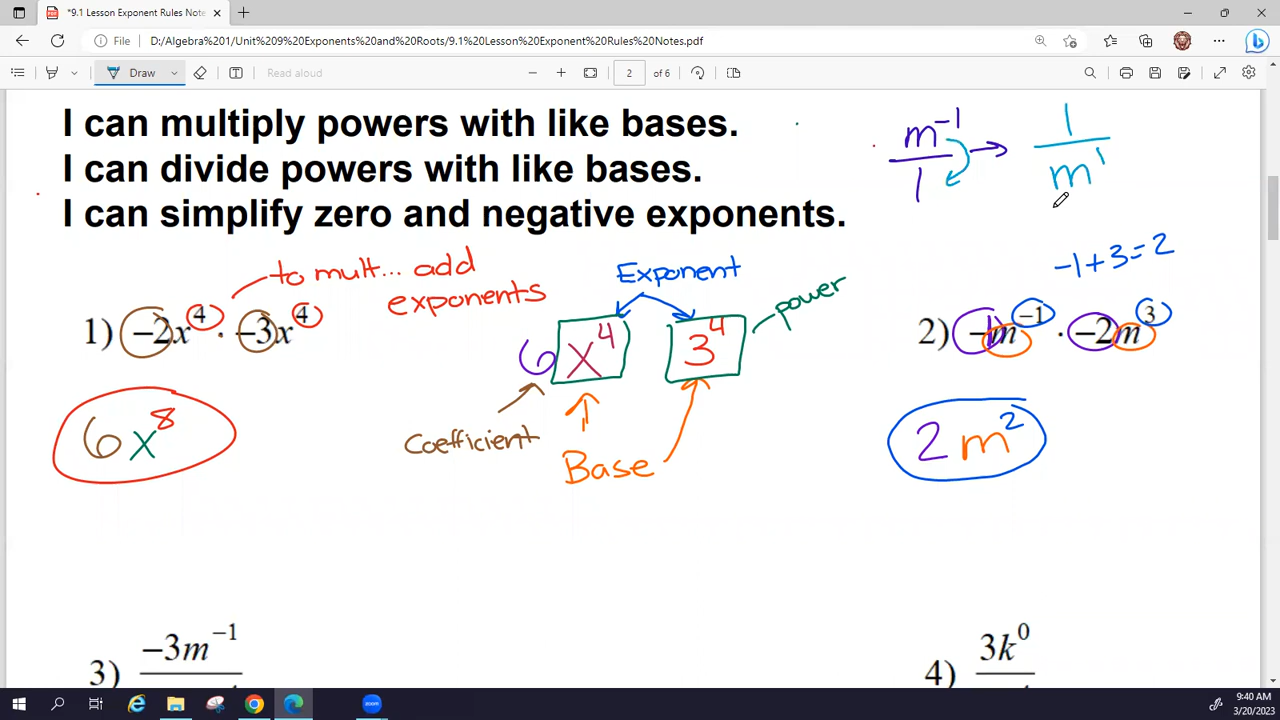 *9.1 Lesson Exponent Rules Note
File D:/Algebra%201/Unit%209%20Exponents%20and%20Roots/9.1%20Lesson%20Exponent%20Rules%20Notes.pdf
Draw Read aloud 2 of 6
I can multiply powers with like bases.
I can divide powers with like bases.
I can simplify zero and negative exponents.
m⁻¹/1 → 1/m¹
to mult... add
exponents
Exponent
power
-1+3=2
1) −2x⁴ · −3x⁴
6x⁴ 3⁴
2) −1m⁻¹ · −2m³
6x⁸
Coefficient
Base
2m²
3) −3m⁻¹
4) 3k⁰
zoom
9:40 AM
3/20/2023